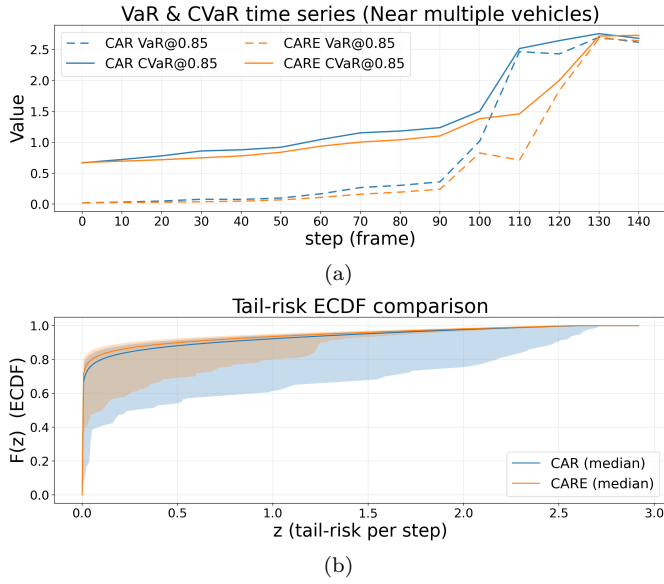 VaR & CVaR time series (Near multiple vehicles)
CAR VaR@0.85
CARE VaR@0.85
CAR CVaR@0.85
CARE CVaR@0.85
Value
2.5
2.0
1.5
1.0
0.5
0.0
0 10 20 30 40 50 60 70 80 90 100 110 120 130 140
step (frame)
(a)
Tail-risk ECDF comparison
F(z) (ECDF)
1.0
0.8
0.6
0.4
0.2
0.0
CAR (median)
CARE (median)
0.0 0.5 1.0 1.5 2.0 2.5 3.0
z (tail-risk per step)
(b)